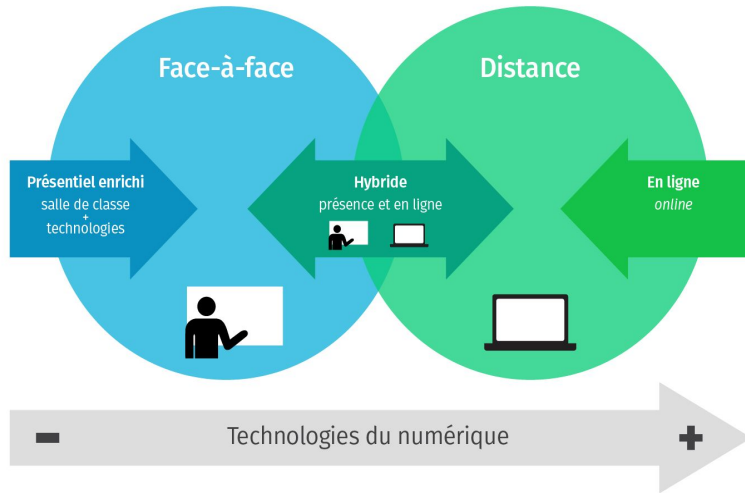 Face-à-face
Distance
Présentiel enrichi
salle de classe
+
technologies
Hybride
présence et en ligne
En ligne
online
- Technologies du numérique +